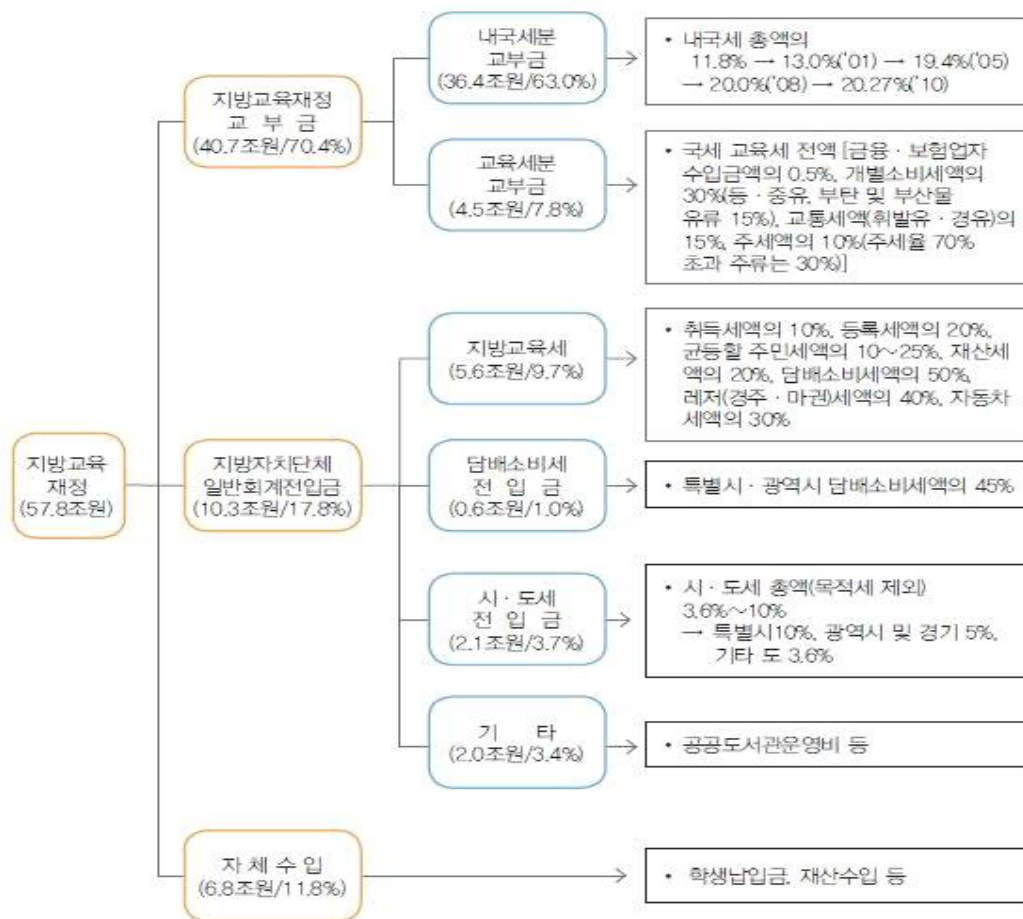 내국세분
교부금
(36.4조원/63.0%)
• 내국세 총액의
11.8% → 13.0%('01) → 19.4%('05)
→ 20.0%('08) → 20.27%('10)
지방교육재정
교 부 금
(40.7조원/70.4%)
교육세분
교부금
(4.5조원/7.8%)
• 국세 교육세 전액 [금융 · 보험업자
수입금액의 0.5%, 개별소비세액의
30%(등 · 중유, 부탄 및 부산물
유류 15%), 교통세액(휘발유 · 경유)의
15%, 주세액의 10%(주세율 70%
초과 주류는 30%)]
지방교육세
(5.6조원/9.7%)
• 취득세액의 10%, 등록세액의 20%,
균등할 주민세액의 10~25%, 재산세
액의 20%, 담배소비세액의 50%,
레저(경주 · 마권)세액의 40%, 자동차
세액의 30%
지방교육
재정
(57.8조원)
지방자치단체
일반회계전입금
(10.3조원/17.8%)
담배소비세
전 입 금
(0.6조원/1.0%)
• 특별시 · 광역시 담배소비세액의 45%
시 · 도세
전 입 금
(2.1조원/3.7%)
• 시 · 도세 총액(목적세 제외)
3.6%~10%
→ 특별시10%, 광역시 및 경기 5%,
기타 도 3.6%
기 타
(2.0조원/3.4%)
• 공공도서관운영비 등
자 체 수 입
(6.8조원/11.8%)
• 학생납입금, 재산수입 등